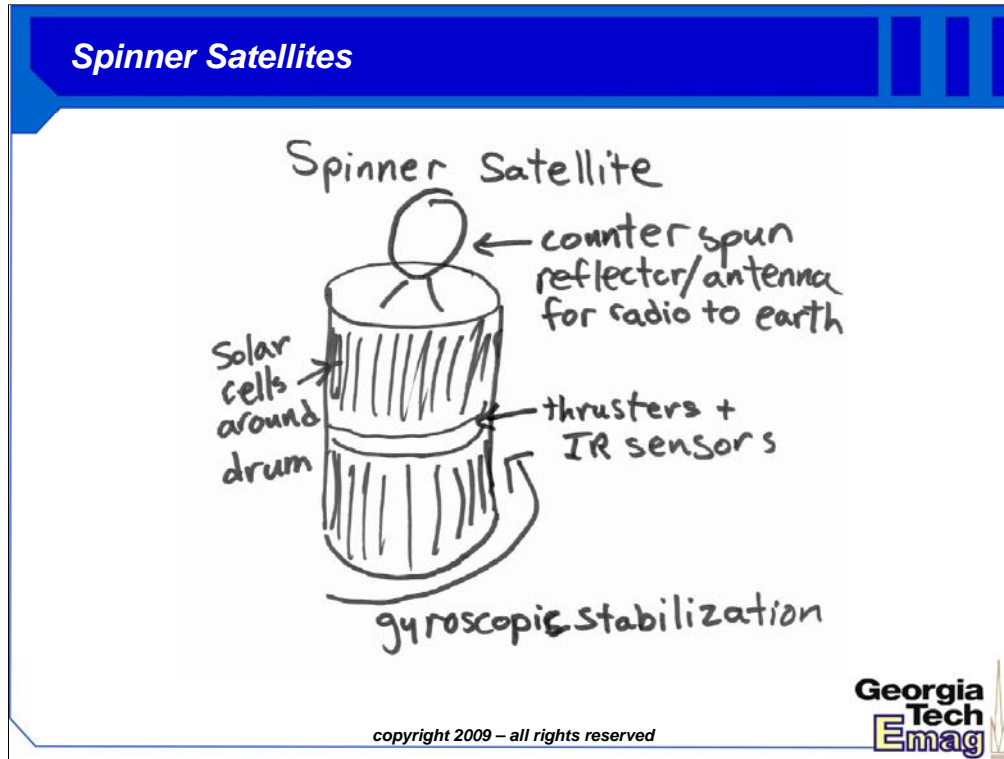 Spinner Satellites
Spinner Satellite
counter spun
reflector/antenna
for radio to earth
Solar
cells
around
drum
thrusters +
IR sensors
gyroscopic stabilization
Georgia
Tech
Emag
copyright 2009 – all rights reserved